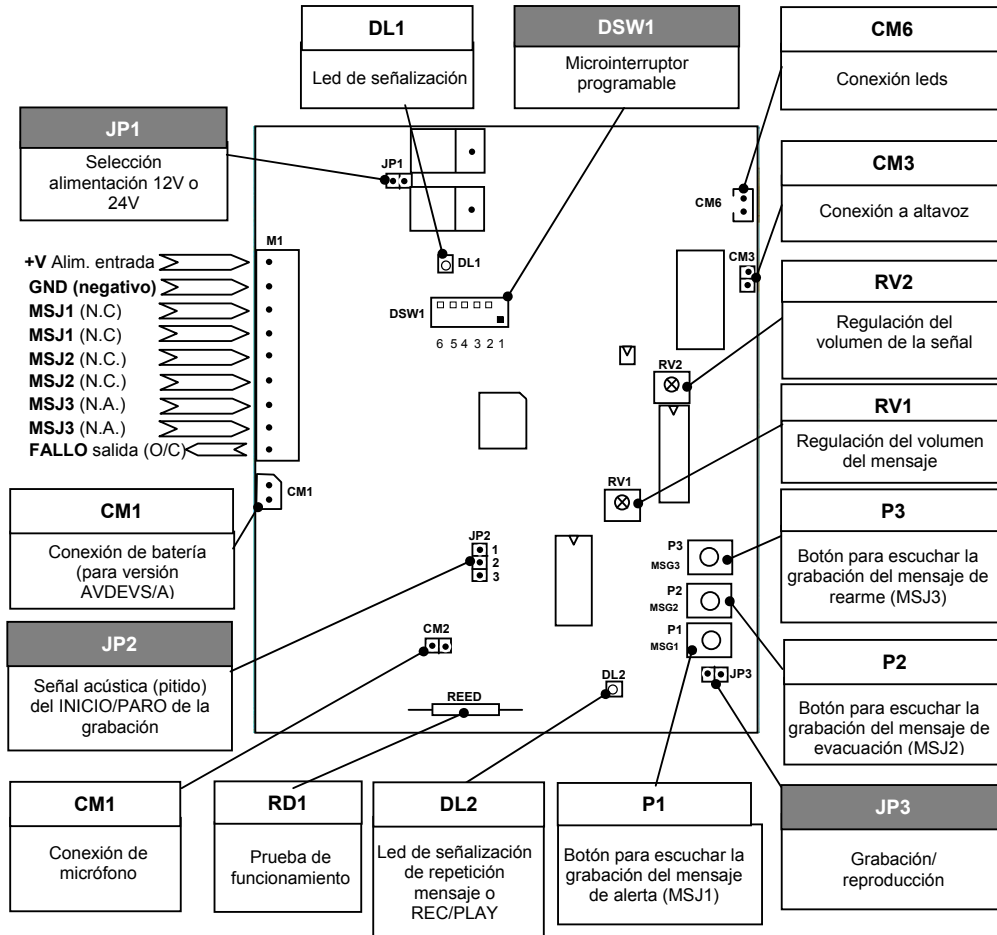 DL1
Led de señalización
DSW1
Microinterruptor
programable
CM6
Conexión leds
JP1
Selección
alimentación 12V o
24V
CM3
Conexión a altavoz
RV2
Regulación del
volumen de la señal
RV1
Regulación del volumen
del mensaje
P3
Botón para escuchar la
grabación del mensaje de
rearme (MSJ3)
P2
Botón para escuchar la
grabación del mensaje de
evacuación (MSJ2)
JP3
Grabación/
reproducción
+V Alim. entrada
GND (negativo)
MSJ1 (N.C)
MSJ1 (N.C)
MSJ2 (N.C.)
MSJ2 (N.C.)
MSJ3 (N.A.)
MSJ3 (N.A.)
FALLO salida (O/C)
CM1
Conexión de batería
(para versión
AVDEVS/A)
JP2
Señal acústica (pitido)
del INICIO/PARO de la
grabación
CM1
Conexión de
micrófono
RD1
Prueba de
funcionamiento
DL2
Led de señalización
de repetición
mensaje o
REC/PLAY
P1
Botón para escuchar la
grabación del mensaje
de alerta (MSJ1)
JP1
M1
DL1
DSW1
6 5 4 3 2 1
CM6
CM3
RV2
RV1
CM1
JP2
1
2
3
P3
MSG3
P2
MSG2
P1
MSG1
CM2
JP3
DL2
REED